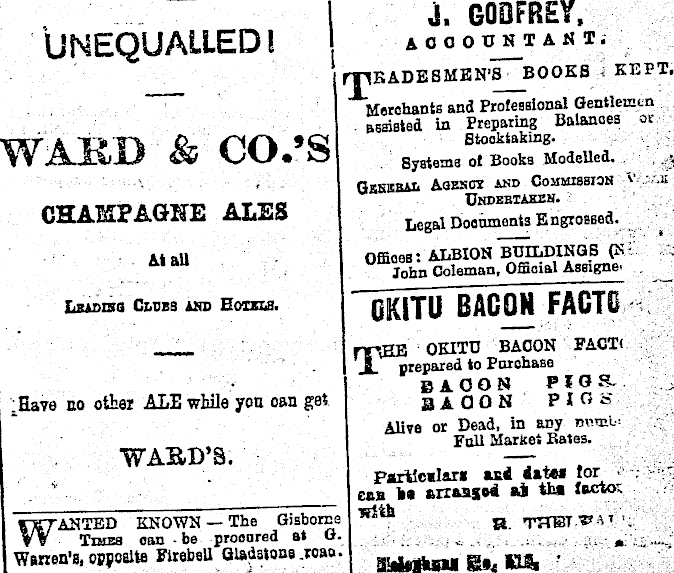 UNEQUALLED!
WARD & CO.'S
CHAMPAGNE ALES
At all
LEADING CLUBS AND HOTELS.
Have no other ALE while you can get
WARD'S.
WANTED KNOWN — The Gisborne
TIMES can be procured at G.
Warren's, opposite Firebell Gladstone road.
J. GODFREY,
ACCOUNTANT.
TRADESMEN'S BOOKS KEPT.
Merchants and Professional Gentlemen
assisted in Preparing Balances or
Stocktaking.
Systems of Books Modelled.
GENERAL AGENCY AND COMMISSION
UNDERTAKEN.
Legal Documents Engrossed.
Offices: ALBION BUILDINGS
John Coleman, Official
OKITU BACON FACTO
THE OKITU BACON FACT
prepared to Purchase
BACON PIGS.
BACON PIGS
Alive or Dead, in any
Full Market Rates.
Particulars and dates for
can be arranged at the
with